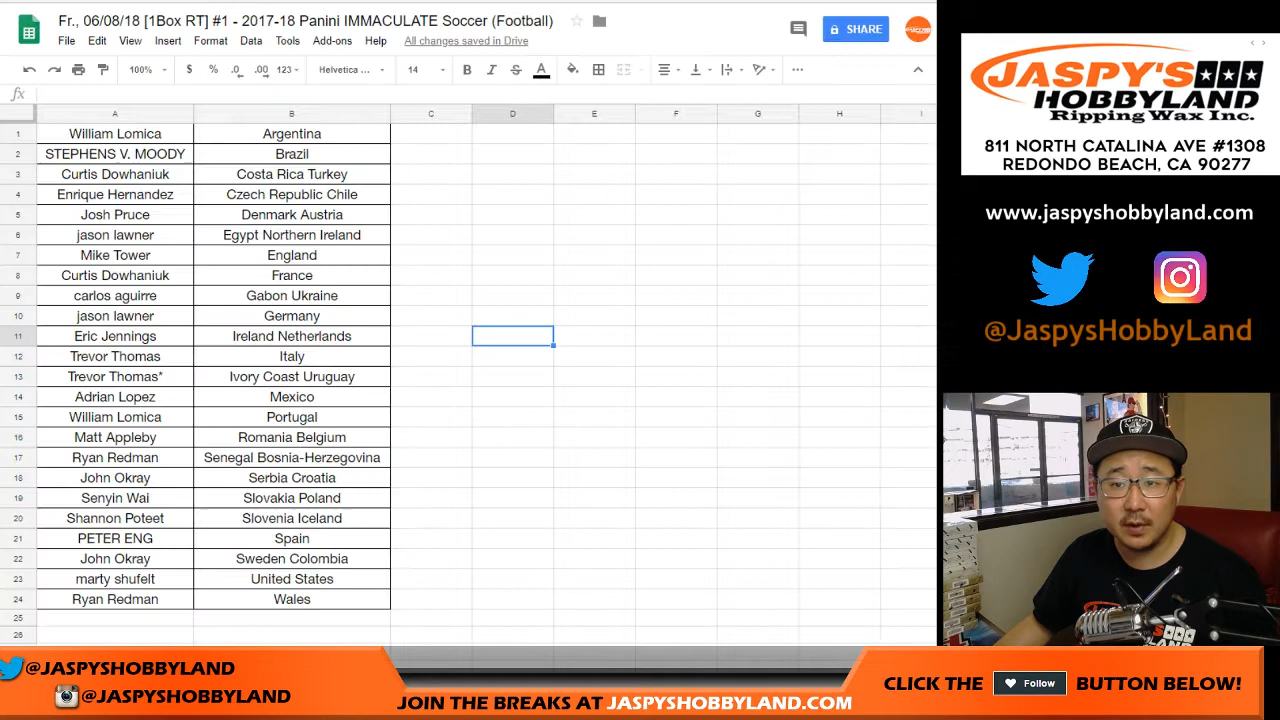 Fr., 06/08/18 [1Box RT] #1 - 2017-18 Panini IMMACULATE Soccer (Football)
File Edit View Insert Format Data Tools Add-ons Help All changes saved in Drive
SHARE
100% $ % .0 .00 123 Helvetica ... 14 B I S A
fx
A B C D E F G H I
1 William Lomica Argentina
2 STEPHENS V. MOODY Brazil
3 Curtis Dowhaniuk Costa Rica Turkey
4 Enrique Hernandez Czech Republic Chile
5 Josh Pruce Denmark Austria
6 jason lawner Egypt Northern Ireland
7 Mike Tower England
8 Curtis Dowhaniuk France
9 carlos aguirre Gabon Ukraine
10 jason lawner Germany
11 Eric Jennings Ireland Netherlands
12 Trevor Thomas Italy
13 Trevor Thomas* Ivory Coast Uruguay
14 Adrian Lopez Mexico
15 William Lomica Portugal
16 Matt Appleby Romania Belgium
17 Ryan Redman Senegal Bosnia-Herzegovina
18 John Okray Serbia Croatia
19 Senyin Wai Slovakia Poland
20 Shannon Poteet Slovenia Iceland
21 PETER ENG Spain
22 John Okray Sweden Colombia
23 marty shufelt United States
24 Ryan Redman Wales
25
26
JASPY'S
HOBBYLAND
Ripping Wax Inc.
811 NORTH CATALINA AVE #1308
REDONDO BEACH, CA 90277
www.jaspyshobbyland.com
@JaspysHobbyLand
@JASPYSHOBBYLAND
@JASPYSHOBBYLAND
JOIN THE BREAKS AT JASPYSHOBBYLAND.COM
CLICK THE Follow BUTTON BELOW!